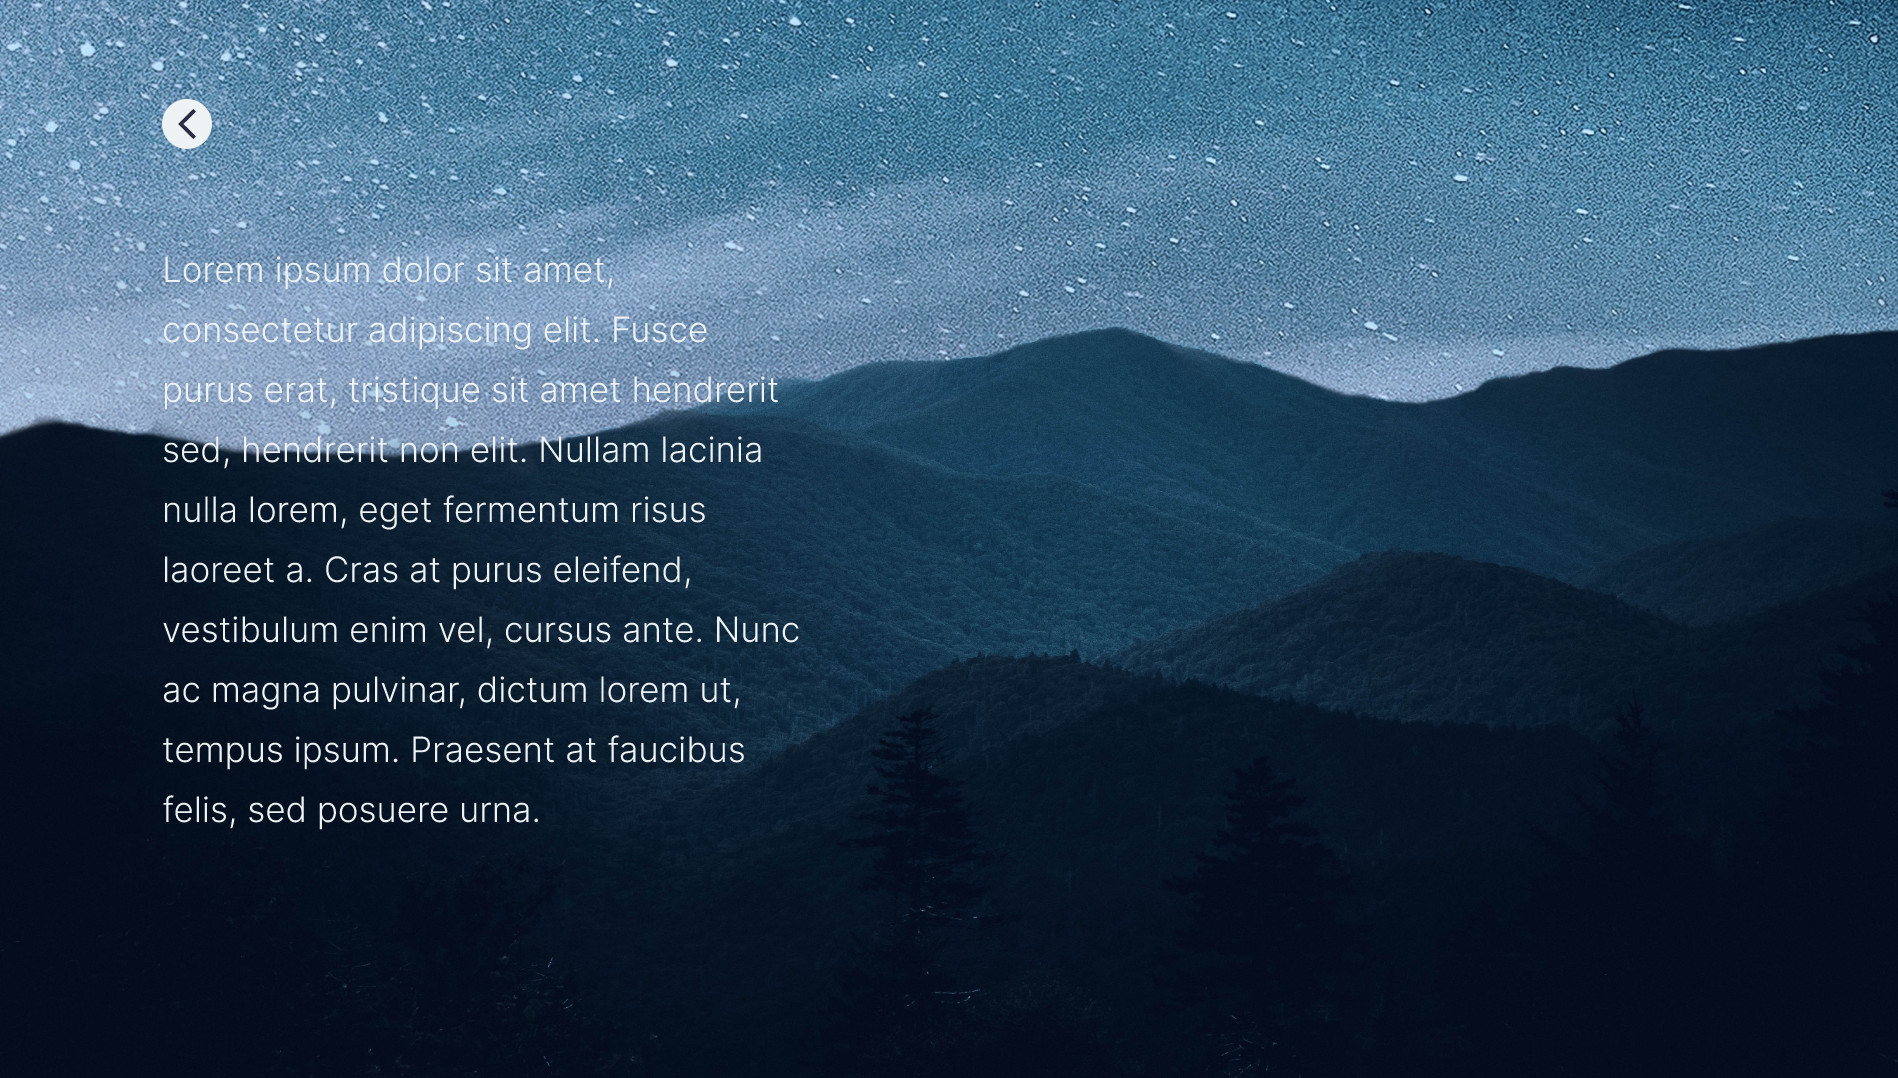 Lorem ipsum dolor sit amet,
consectetur adipiscing elit. Fusce
purus erat, tristique sit amet hendrerit
sed, hendrerit non elit. Nullam lacinia
nulla lorem, eget fermentum risus
laoreet a. Cras at purus eleifend,
vestibulum enim vel, cursus ante. Nunc
ac magna pulvinar, dictum lorem ut,
tempus ipsum. Praesent at faucibus
felis, sed posuere urna.